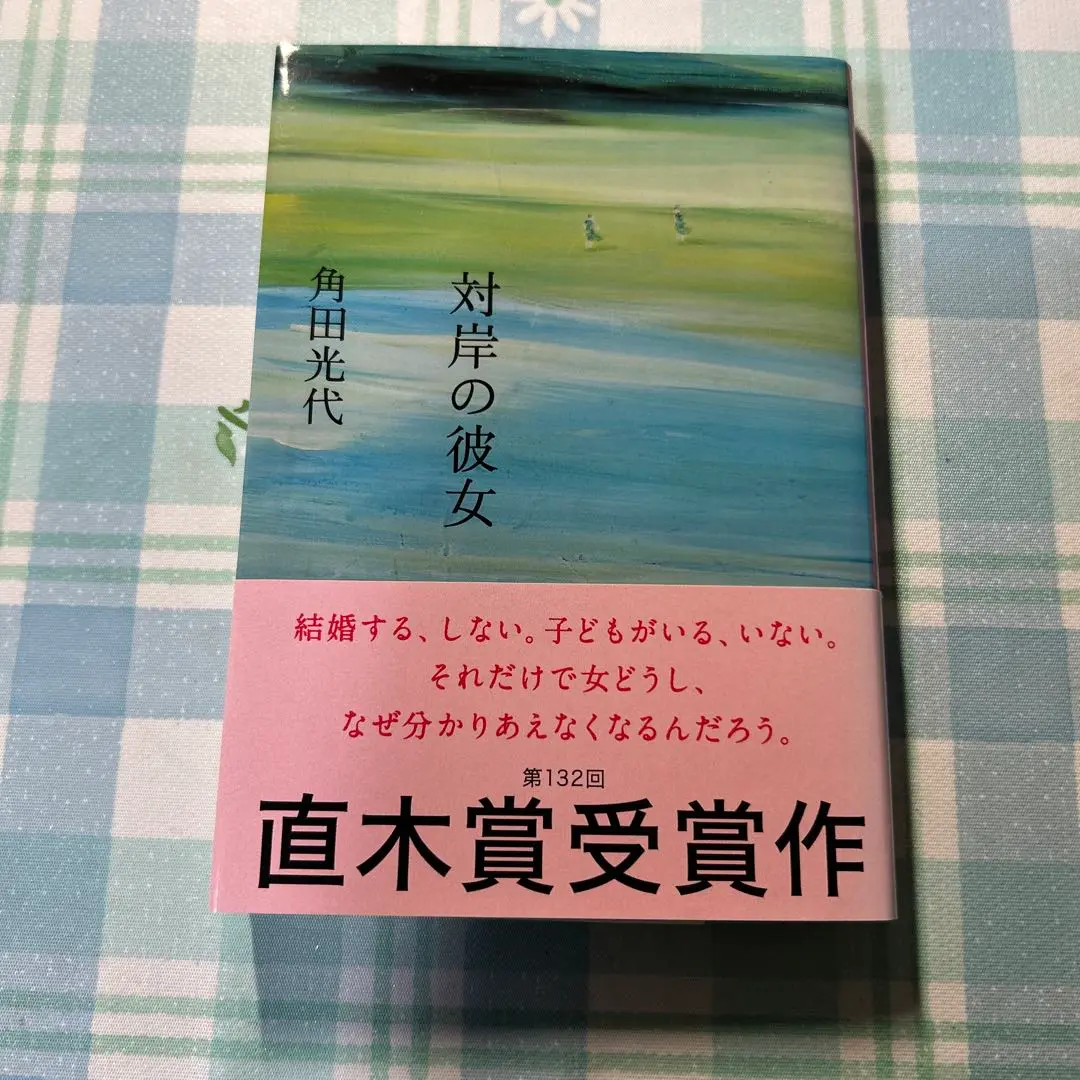 対岸の彼女
角田光代
結婚する、しない。子どもがいる、いない。
それだけで女どうし、
なぜ分かりあえなくなるんだろう。
第132回
直木賞受賞作